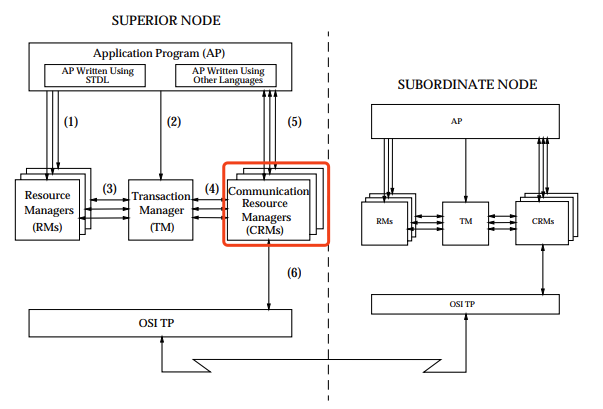 SUPERIOR NODE
Application Program (AP)
AP Written Using
STDL
AP Written Using
Other Languages
(1)
(2)
(5)
Resource
Managers
(RMs)
(3)
Transaction
Manager
(TM)
(4)
Communication
Resource
Managers
(CRMs)
(6)
OSI TP
SUBORDINATE NODE
AP
RMs
TM
CRMs
OSI TP